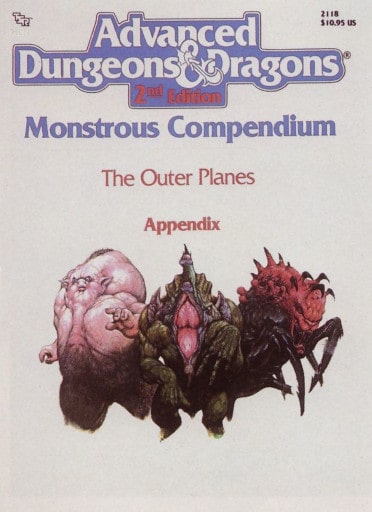 TSR
2118
$10.95 US
Advanced
Dungeons & Dragons®
2nd Edition
Monstrous Compendium
The Outer Planes
Appendix